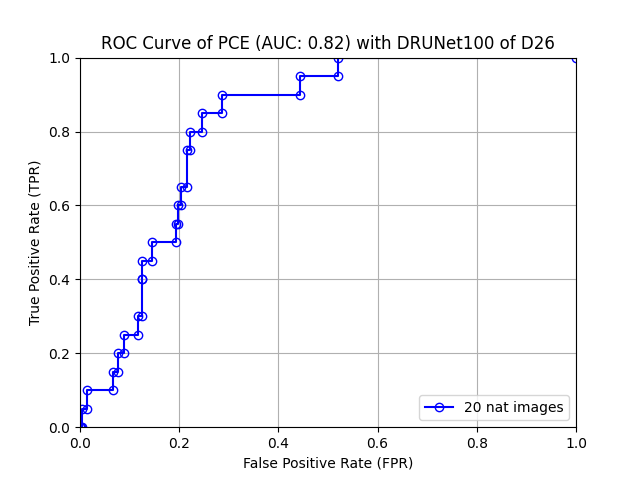 ROC Curve of PCE (AUC: 0.82) with DRUNet100 of D26
1.0
0.8
0.6
0.4
0.2
0.0
True Positive Rate (TPR)
20 nat images
0.0 0.2 0.4 0.6 0.8 1.0
False Positive Rate (FPR)